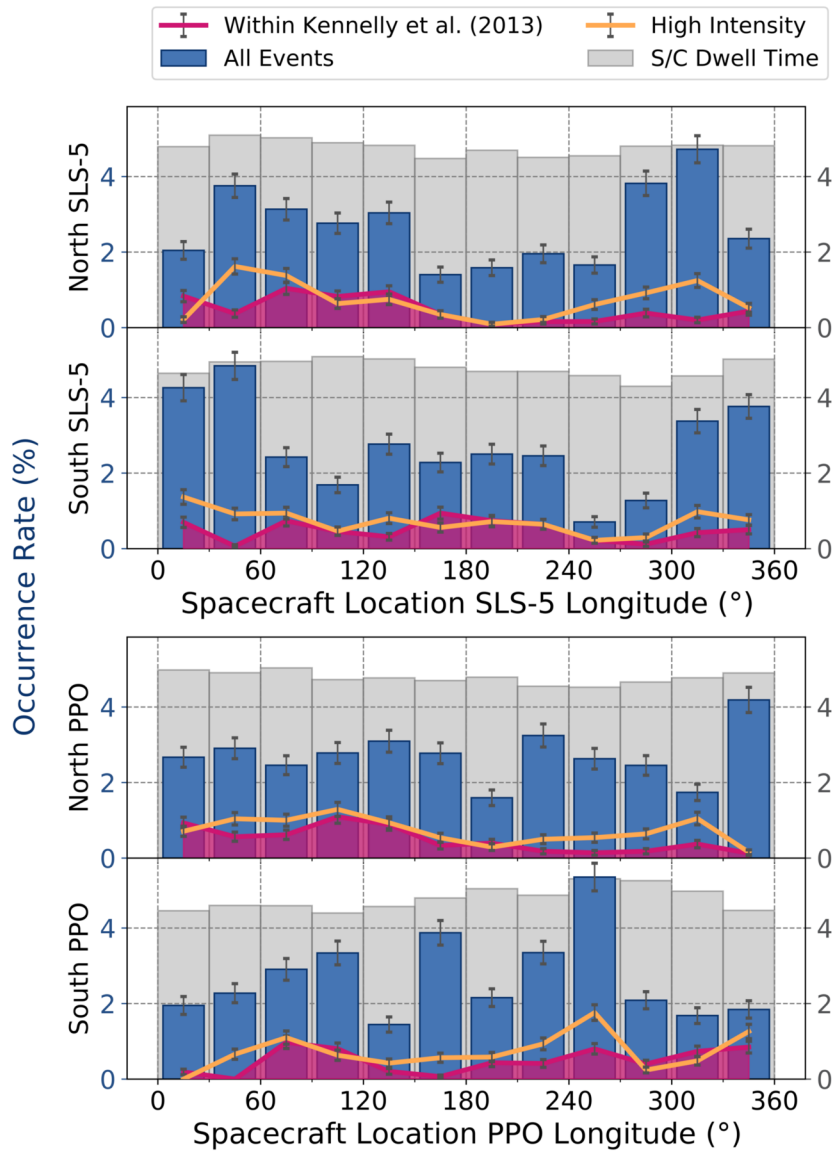 Within Kennelly et al. (2013)
High Intensity
All Events
S/C Dwell Time
Occurrence Rate (%)
North SLS-5
4
2
0
4
2
0
South SLS-5
4
2
0
4
2
0
0 60 120 180 240 300 360
Spacecraft Location SLS-5 Longitude (°)
North PPO
4
2
0
4
2
0
South PPO
4
2
0
4
2
0
0 60 120 180 240 300 360
Spacecraft Location PPO Longitude (°)